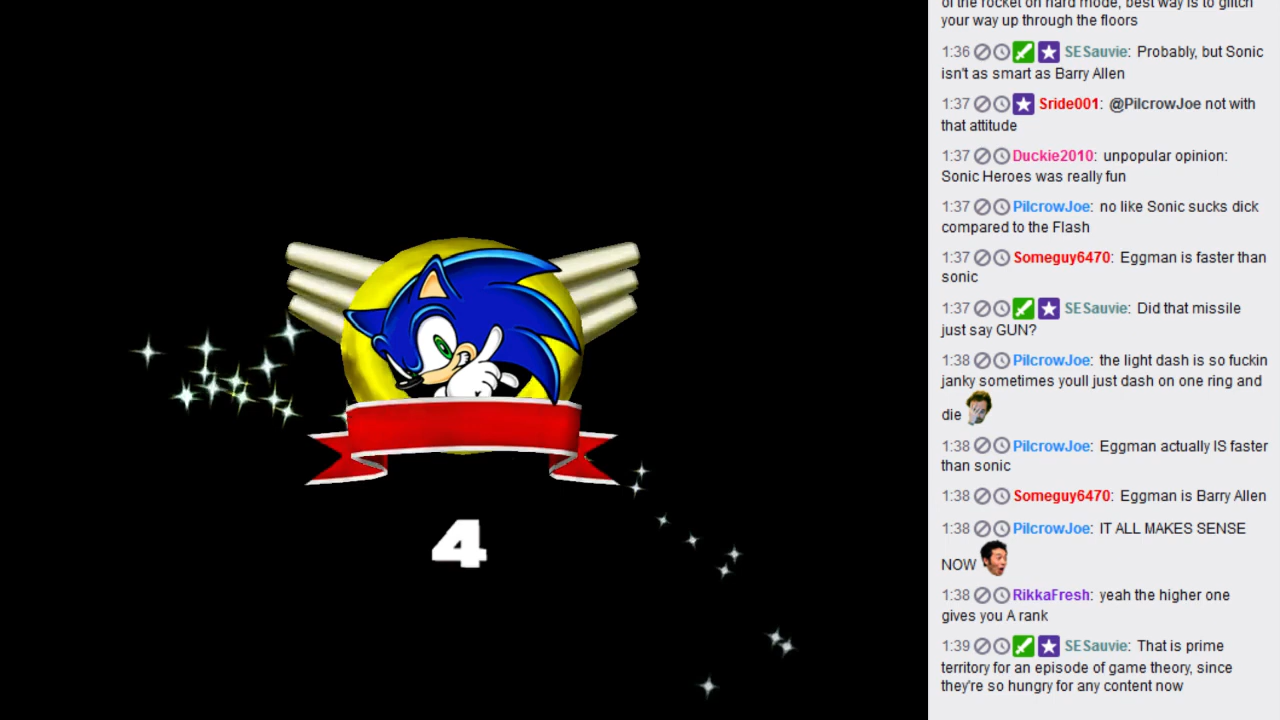 of the rocket on hard mode, best way is to glitch
your way up through the floors
1:36 SESauvie: Probably, but Sonic
isn't as smart as Barry Allen
1:37 Sride001: @PilcrowJoe not with
that attitude
1:37 Duckie2010: unpopular opinion:
Sonic Heroes was really fun
1:37 PilcrowJoe: no like Sonic sucks dick
compared to the Flash
1:37 Someguy6470: Eggman is faster than
sonic
1:37 SESauvie: Did that missile
just say GUN?
1:38 PilcrowJoe: the light dash is so fuckin
janky sometimes youll just dash on one ring and
die
1:38 PilcrowJoe: Eggman actually IS faster
than sonic
1:38 Someguy6470: Eggman is Barry Allen
1:38 PilcrowJoe: IT ALL MAKES SENSE
NOW
1:38 RikkaFresh: yeah the higher one
gives you A rank
1:39 SESauvie: That is prime
territory for an episode of game theory, since
they're so hungry for any content now
4